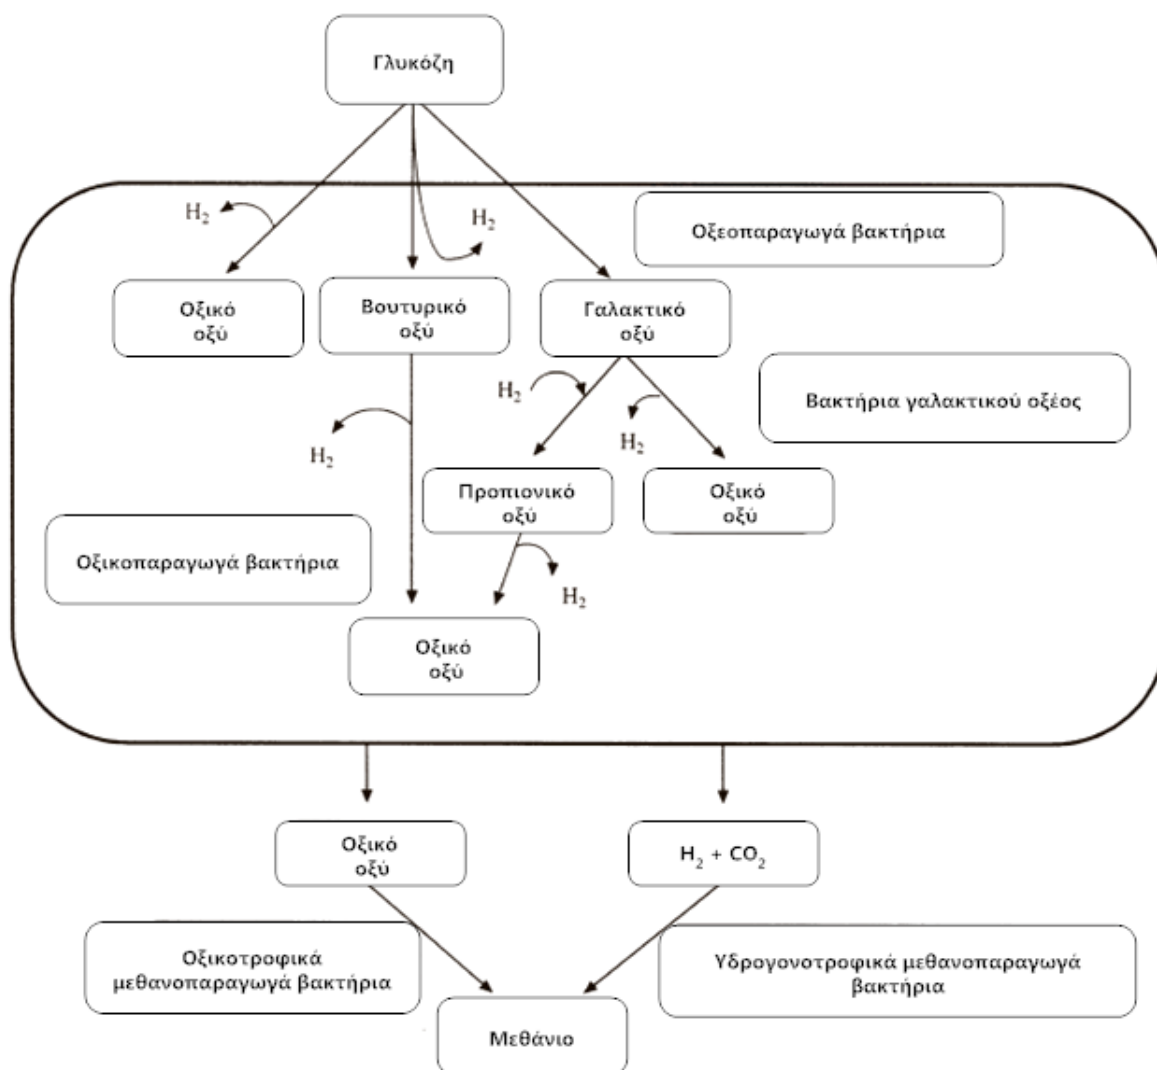 Γλυκόζη
H2
H2
Οξεοπαραγωγά βακτήρια
Οξικό
οξύ
Βουτυρικό
οξύ
Γαλακτικό
οξύ
H2
H2
H2
Βακτήρια γαλακτικού οξέος
Προπιονικό
οξύ
Οξικό
οξύ
Οξικοπαραγωγά βακτήρια
H2
Οξικό
οξύ
Οξικό
οξύ
H2 + CO2
Οξικοτροφικά
μεθανοπαραγωγά βακτήρια
Υδρογονοτροφικά μεθανοπαραγωγά
βακτήρια
Μεθάνιο